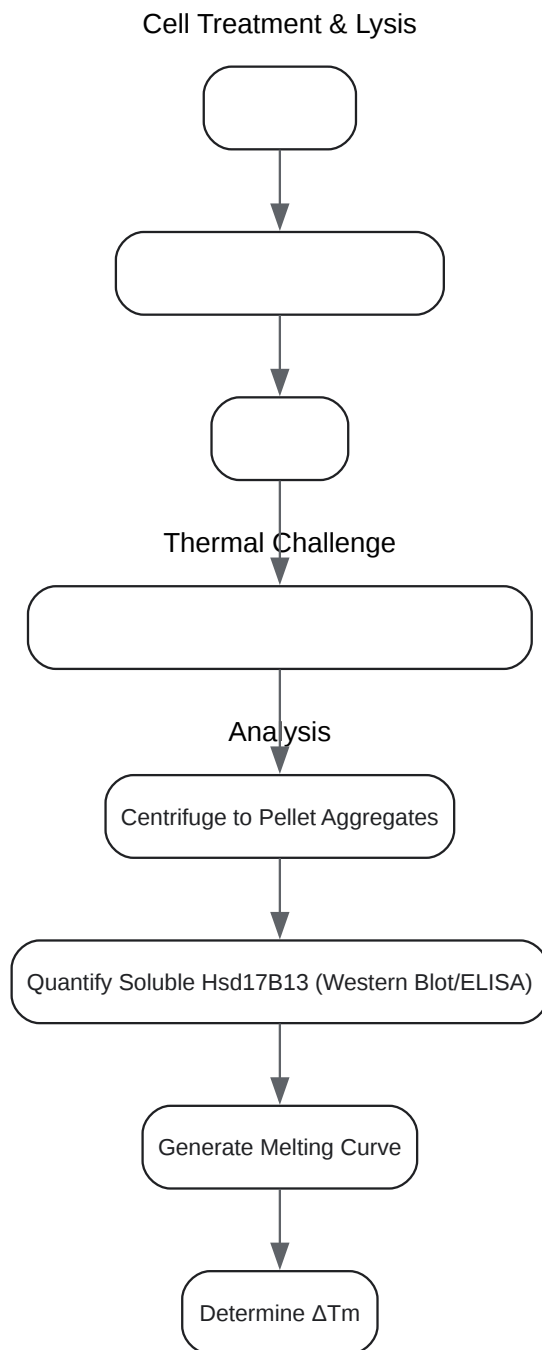 Cell Treatment & Lysis
Thermal Challenge
Analysis
Centrifuge to Pellet Aggregates
Quantify Soluble Hsd17B13 (Western Blot/ELISA)
Generate Melting Curve
Determine ΔTm